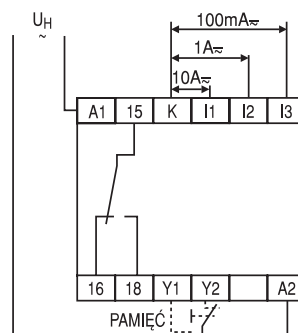 U_H
~
100mA≂
1A≂
10A≂
A1 15 K I1 I2 I3
16 18 Y1 Y2 A2
PAMIĘĆ